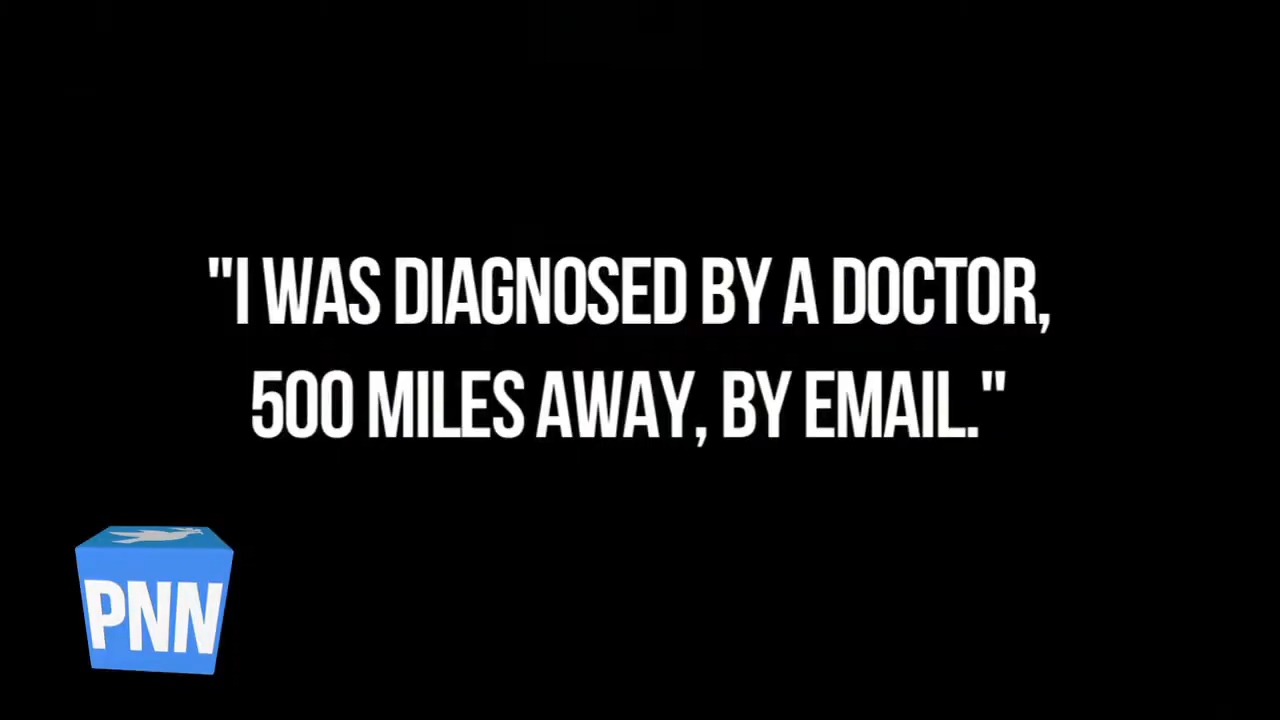 "I WAS DIAGNOSED BY A DOCTOR,
500 MILES AWAY, BY EMAIL."
PNN